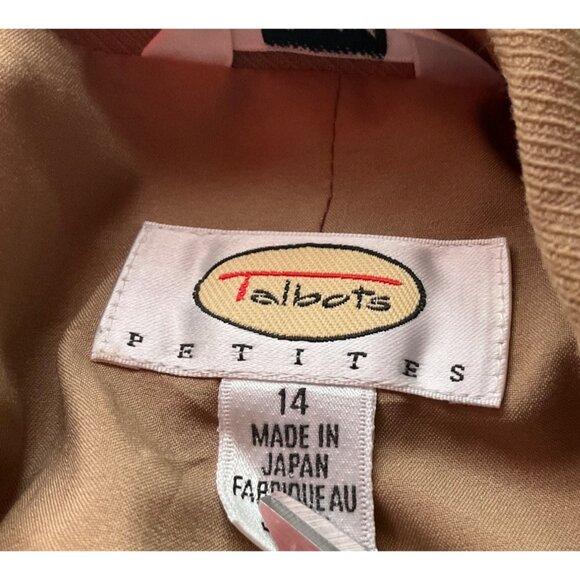 Talbots
PETITES
14
MADE IN
JAPAN
FABRIQUE AU